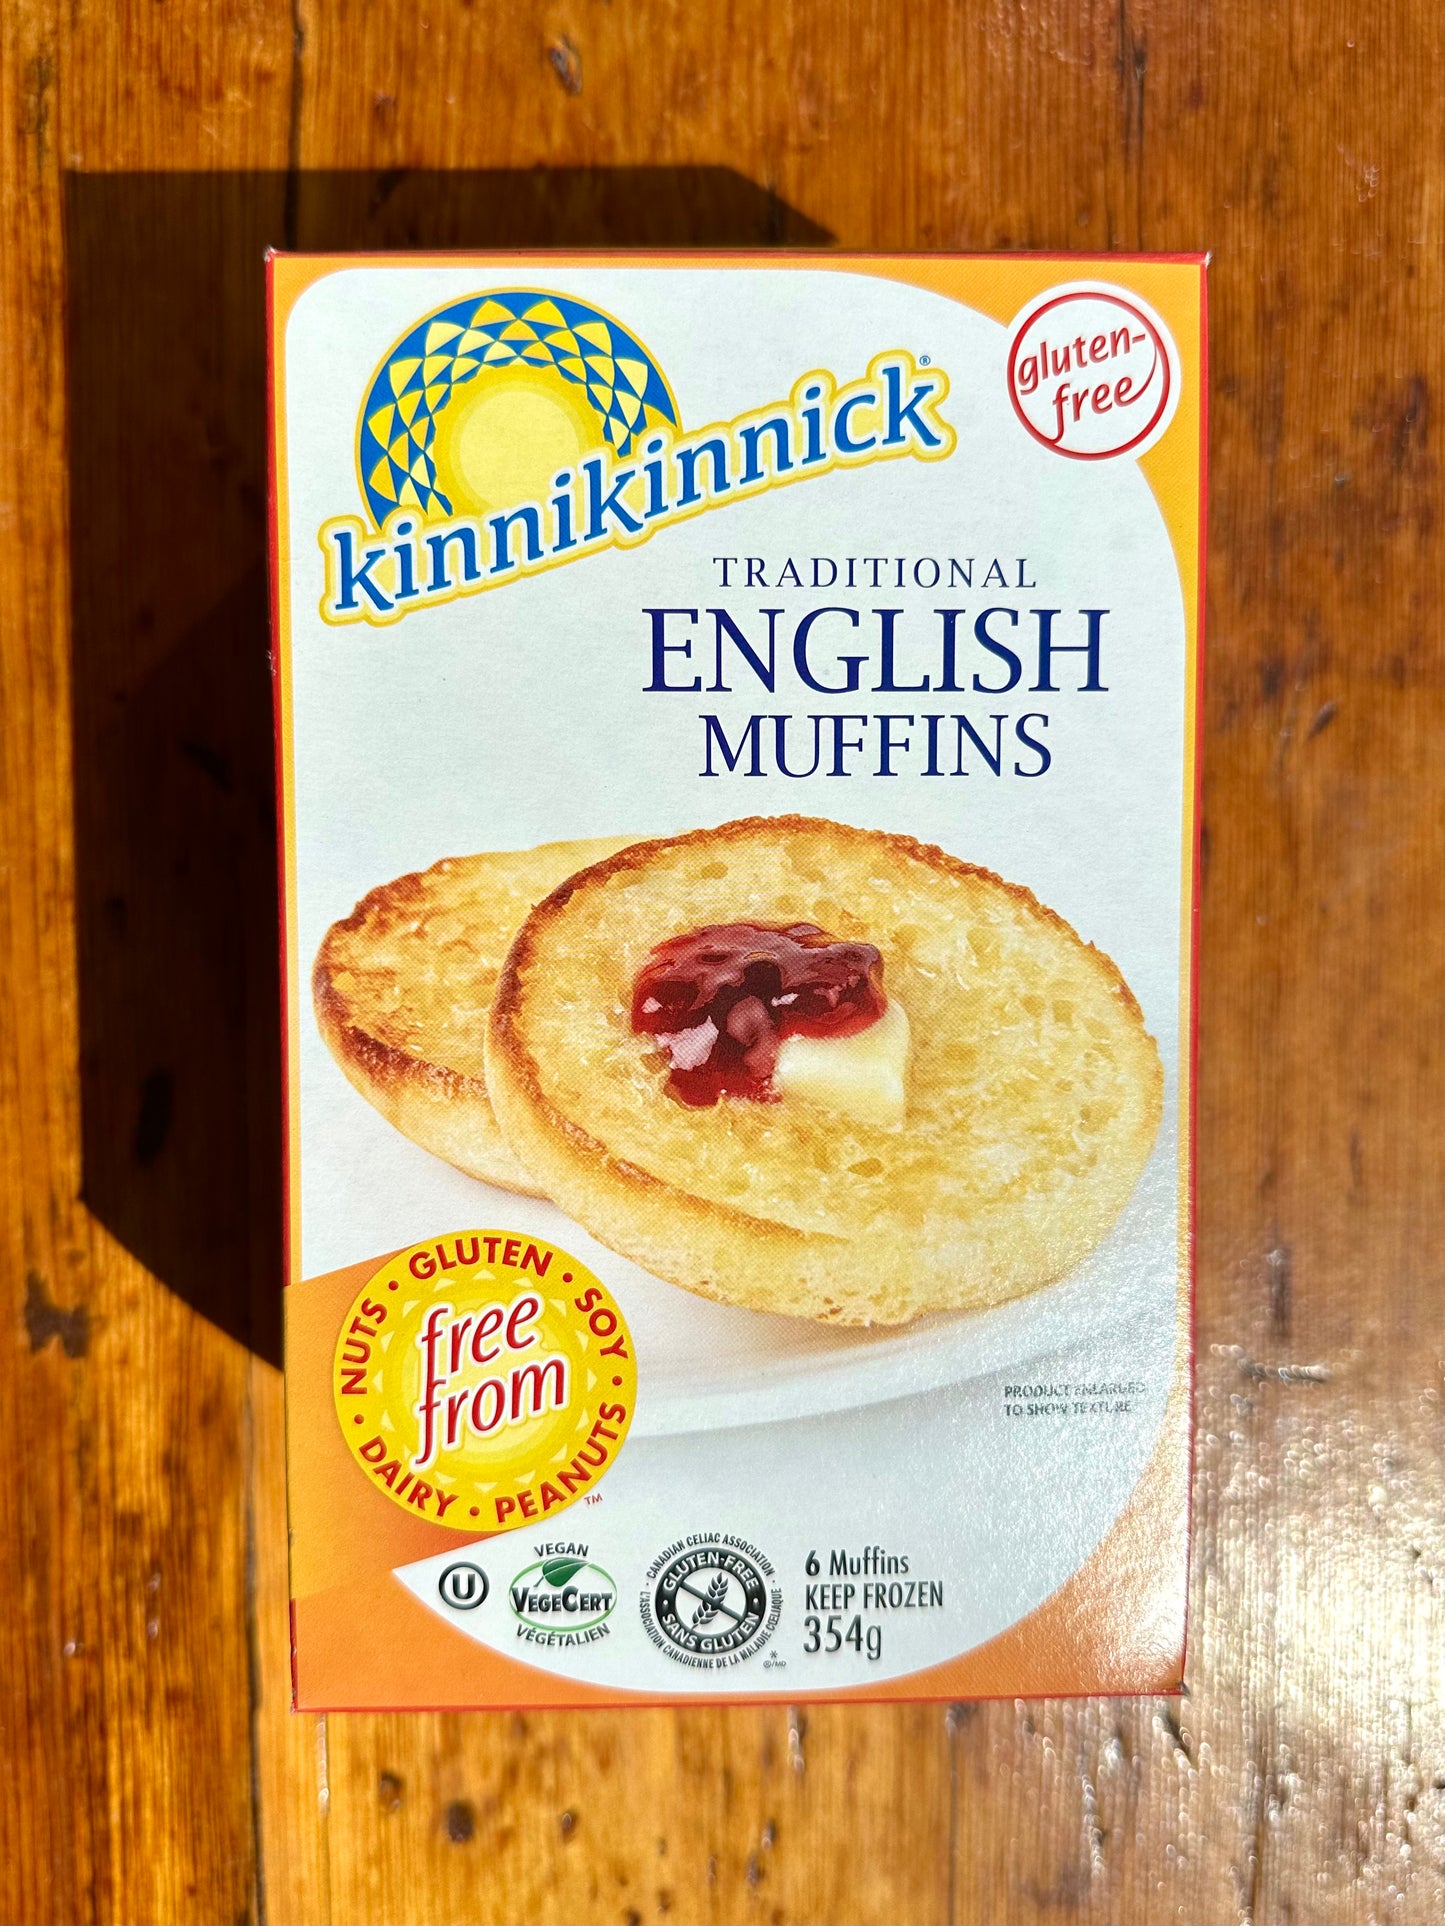 kinnikinnick®
gluten-
free
TRADITIONAL
ENGLISH
MUFFINS
GLUTEN • SOY • PEANUTS • DAIRY • NUTS •
free
from
™
PRODUCT ENLARGED
TO SHOW TEXTURE
U
VEGAN
VEGECERT
VÉGÉTALIEN
CANADIAN CELIAC ASSOCIATION
GLUTEN-FREE
SANS GLUTEN
L'ASSOCIATION CANADIENNE DE LA MALADIE CŒLIAQUE
*
®/MD
6 Muffins
KEEP FROZEN
354g